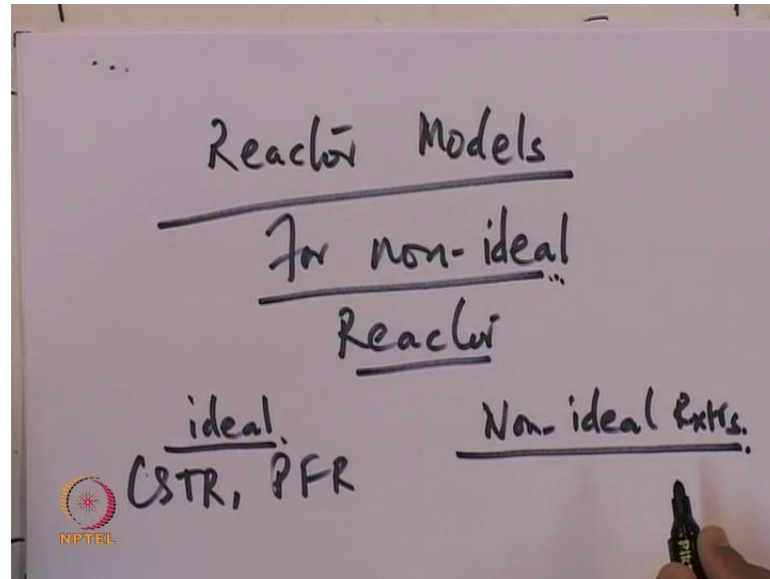 ...
Reactor Models
For non-ideal...
Reactor
ideal.
CSTR, PFR
Non-ideal Rxtrs.
NPTEL